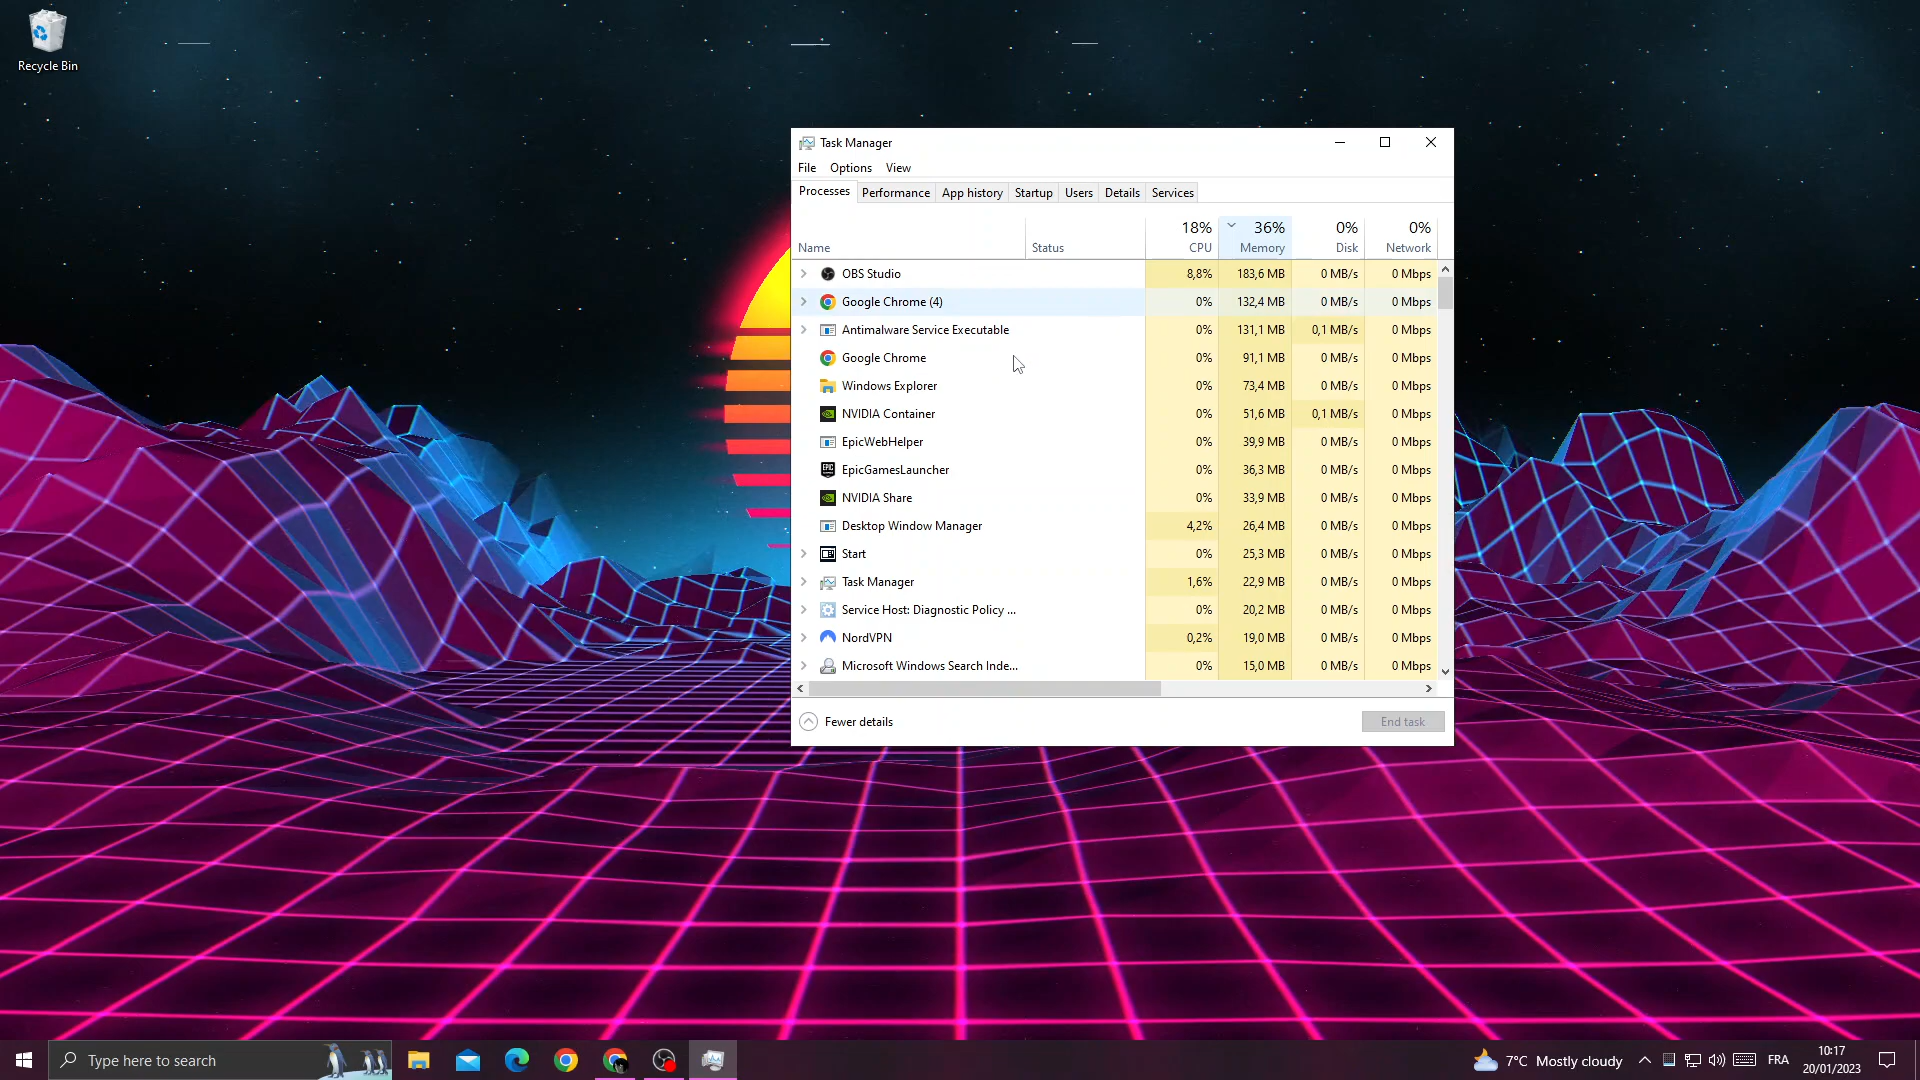 Recycle Bin
Task Manager
File Options View
Processes Performance App history Startup Users Details Services
18% 36% 0% 0%
Name Status CPU Memory Disk Network
OBS Studio 8,8% 183,6 MB 0 MB/s 0 Mbps
Google Chrome (4) 0% 132,4 MB 0 MB/s 0 Mbps
Antimalware Service Executable 0% 131,1 MB 0,1 MB/s 0 Mbps
Google Chrome 0% 91,1 MB 0 MB/s 0 Mbps
Windows Explorer 0% 73,4 MB 0 MB/s 0 Mbps
NVIDIA Container 0% 51,6 MB 0,1 MB/s 0 Mbps
EpicWebHelper 0% 39,9 MB 0 MB/s 0 Mbps
EpicGamesLauncher 0% 36,3 MB 0 MB/s 0 Mbps
NVIDIA Share 0% 33,9 MB 0 MB/s 0 Mbps
Desktop Window Manager 4,2% 26,4 MB 0 MB/s 0 Mbps
Start 0% 25,3 MB 0 MB/s 0 Mbps
Task Manager 1,6% 22,9 MB 0 MB/s 0 Mbps
Service Host: Diagnostic Policy ... 0% 20,2 MB 0 MB/s 0 Mbps
NordVPN 0,2% 19,0 MB 0 MB/s 0 Mbps
Microsoft Windows Search Inde... 0% 15,0 MB 0 MB/s 0 Mbps
Fewer details End task
Type here to search
7°C Mostly cloudy FRA
10:17
20/01/2023